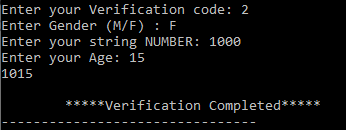 Enter your Verification code: 2
Enter Gender (M/F) : F
Enter your string NUMBER: 1000
Enter your Age: 15
1015
*****Verification Completed*****
--------------------------------